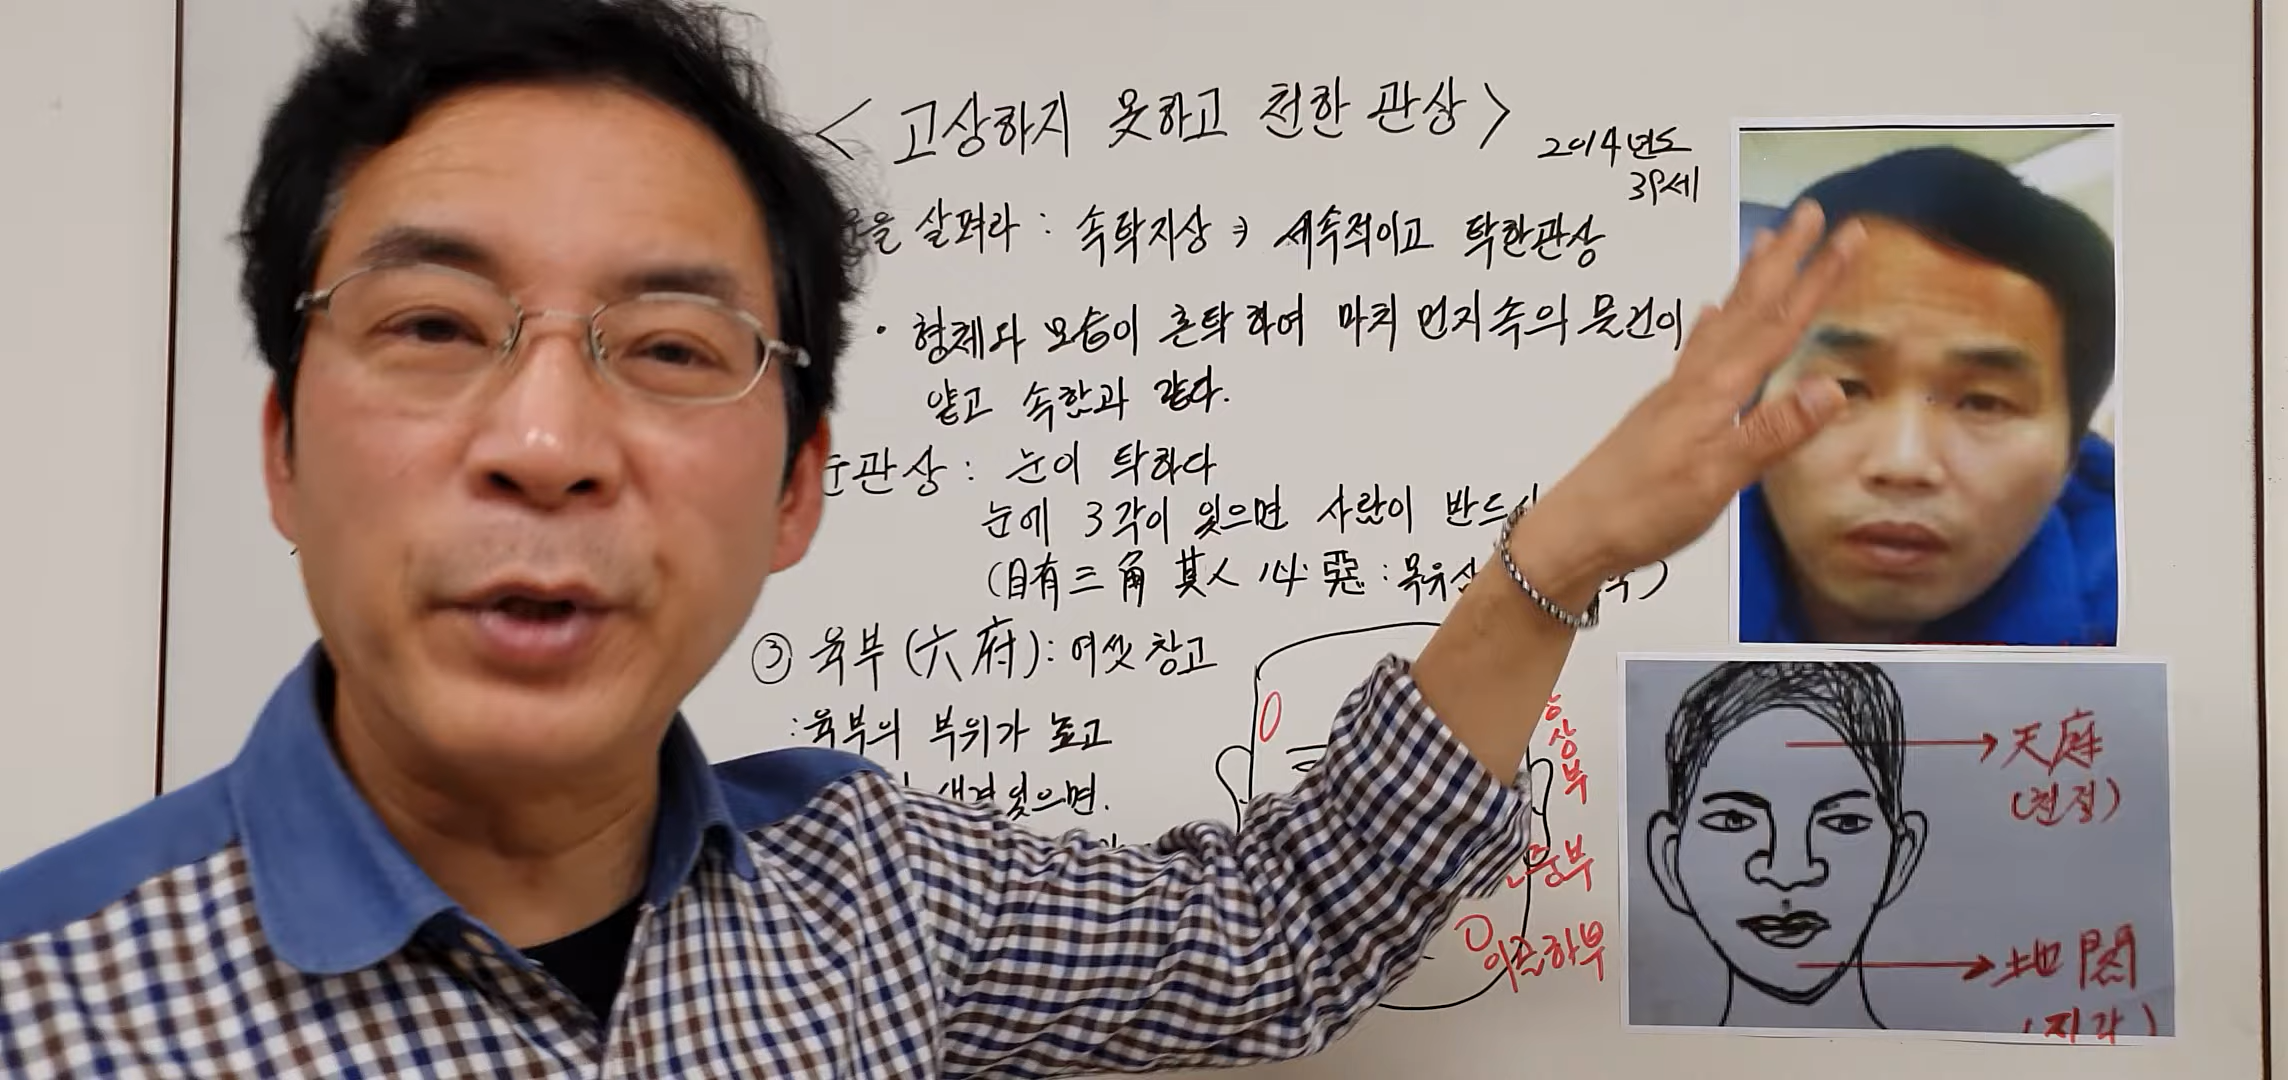 < 고상하지 못하고 천한 관상 >
2014년도
39세
살펴라 : 속탁지상 → 세속적이고 탁한관상
• 형체와 모습이 혼탁하여 마치 먼지속의 물건이
얕고 속한과 같다.
관상 : 눈이 탁하다
눈에 3각이 있으면 사람이 반드시
(目有三角 其人心惡 :
③ 육부(六府) : 여섯 창고
: 육부의 부위가 높고
있으면.
상
부
중부
이골하부
天府
(천정)
地閣
(지각)